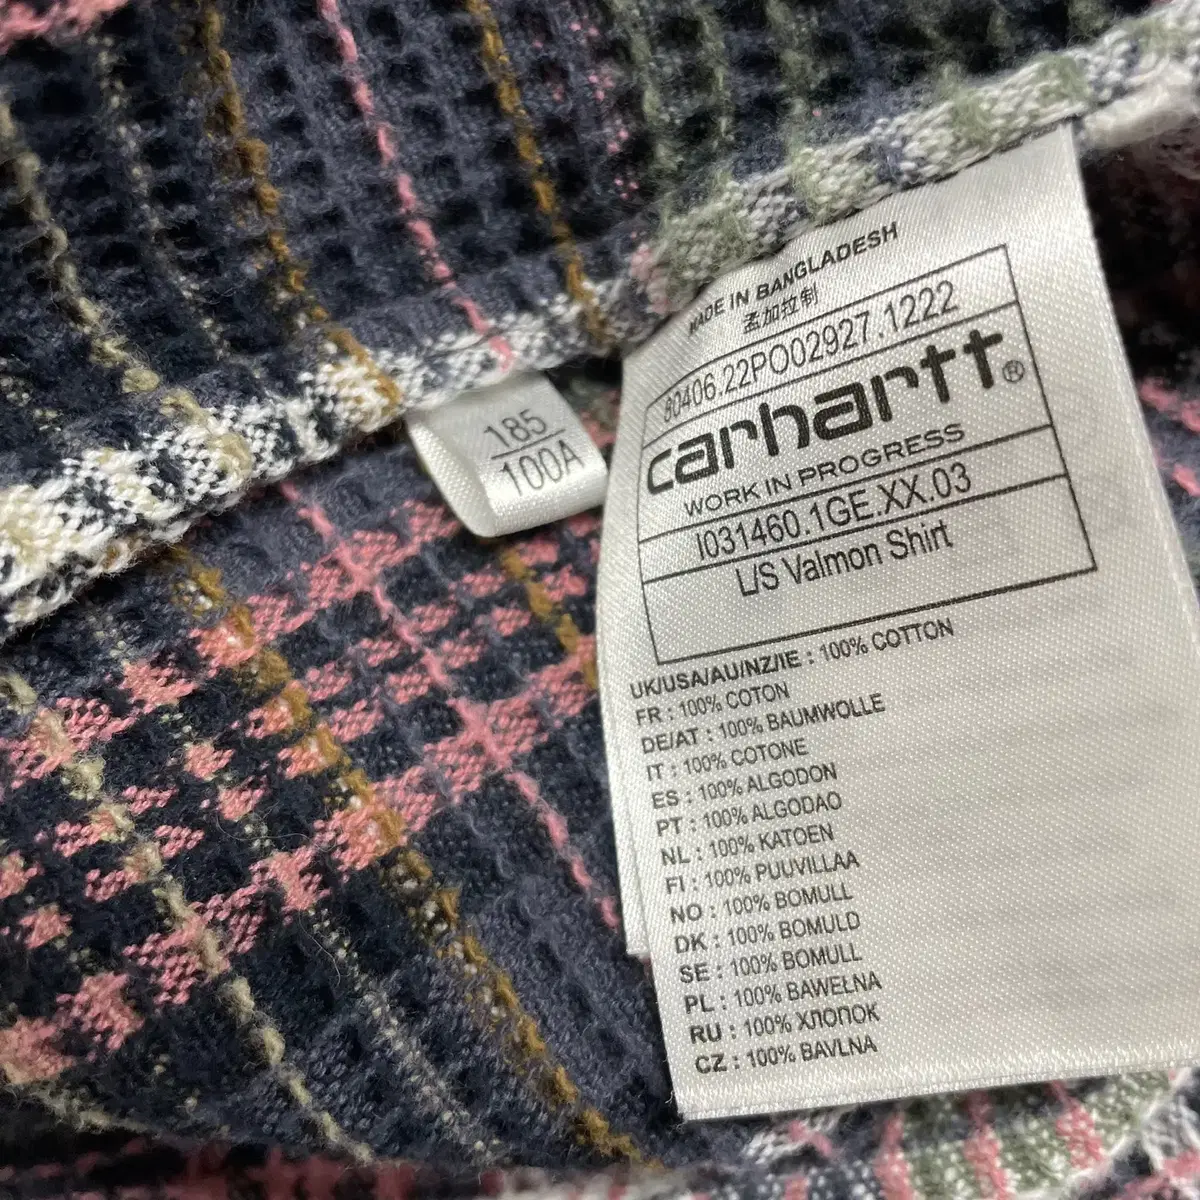 MADE IN BANGLADESH
孟加拉制
80406.22PO02927.1222
carhartt®
WORK IN PROGRESS
I031460.1GE.XX.03
L/S Valmon Shirt
UK/USA/AU/NZ/IE : 100% COTTON
FR : 100% COTON
DE/AT : 100% BAUMWOLLE
IT : 100% COTONE
ES : 100% ALGODON
PT : 100% ALGODAO
NL : 100% KATOEN
FI : 100% PUUVILLAA
NO : 100% BOMULL
DK : 100% BOMULD
SE : 100% BOMULL
PL : 100% BAWEŁNA
RU : 100% ХЛОПОК
CZ : 100% BAVLNA
185
100A